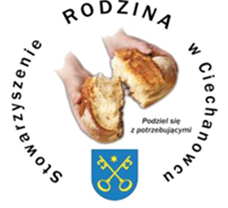 Stowarzyszenie RODZINA w Ciechanowcu
Podziel się
z potrzebującymi